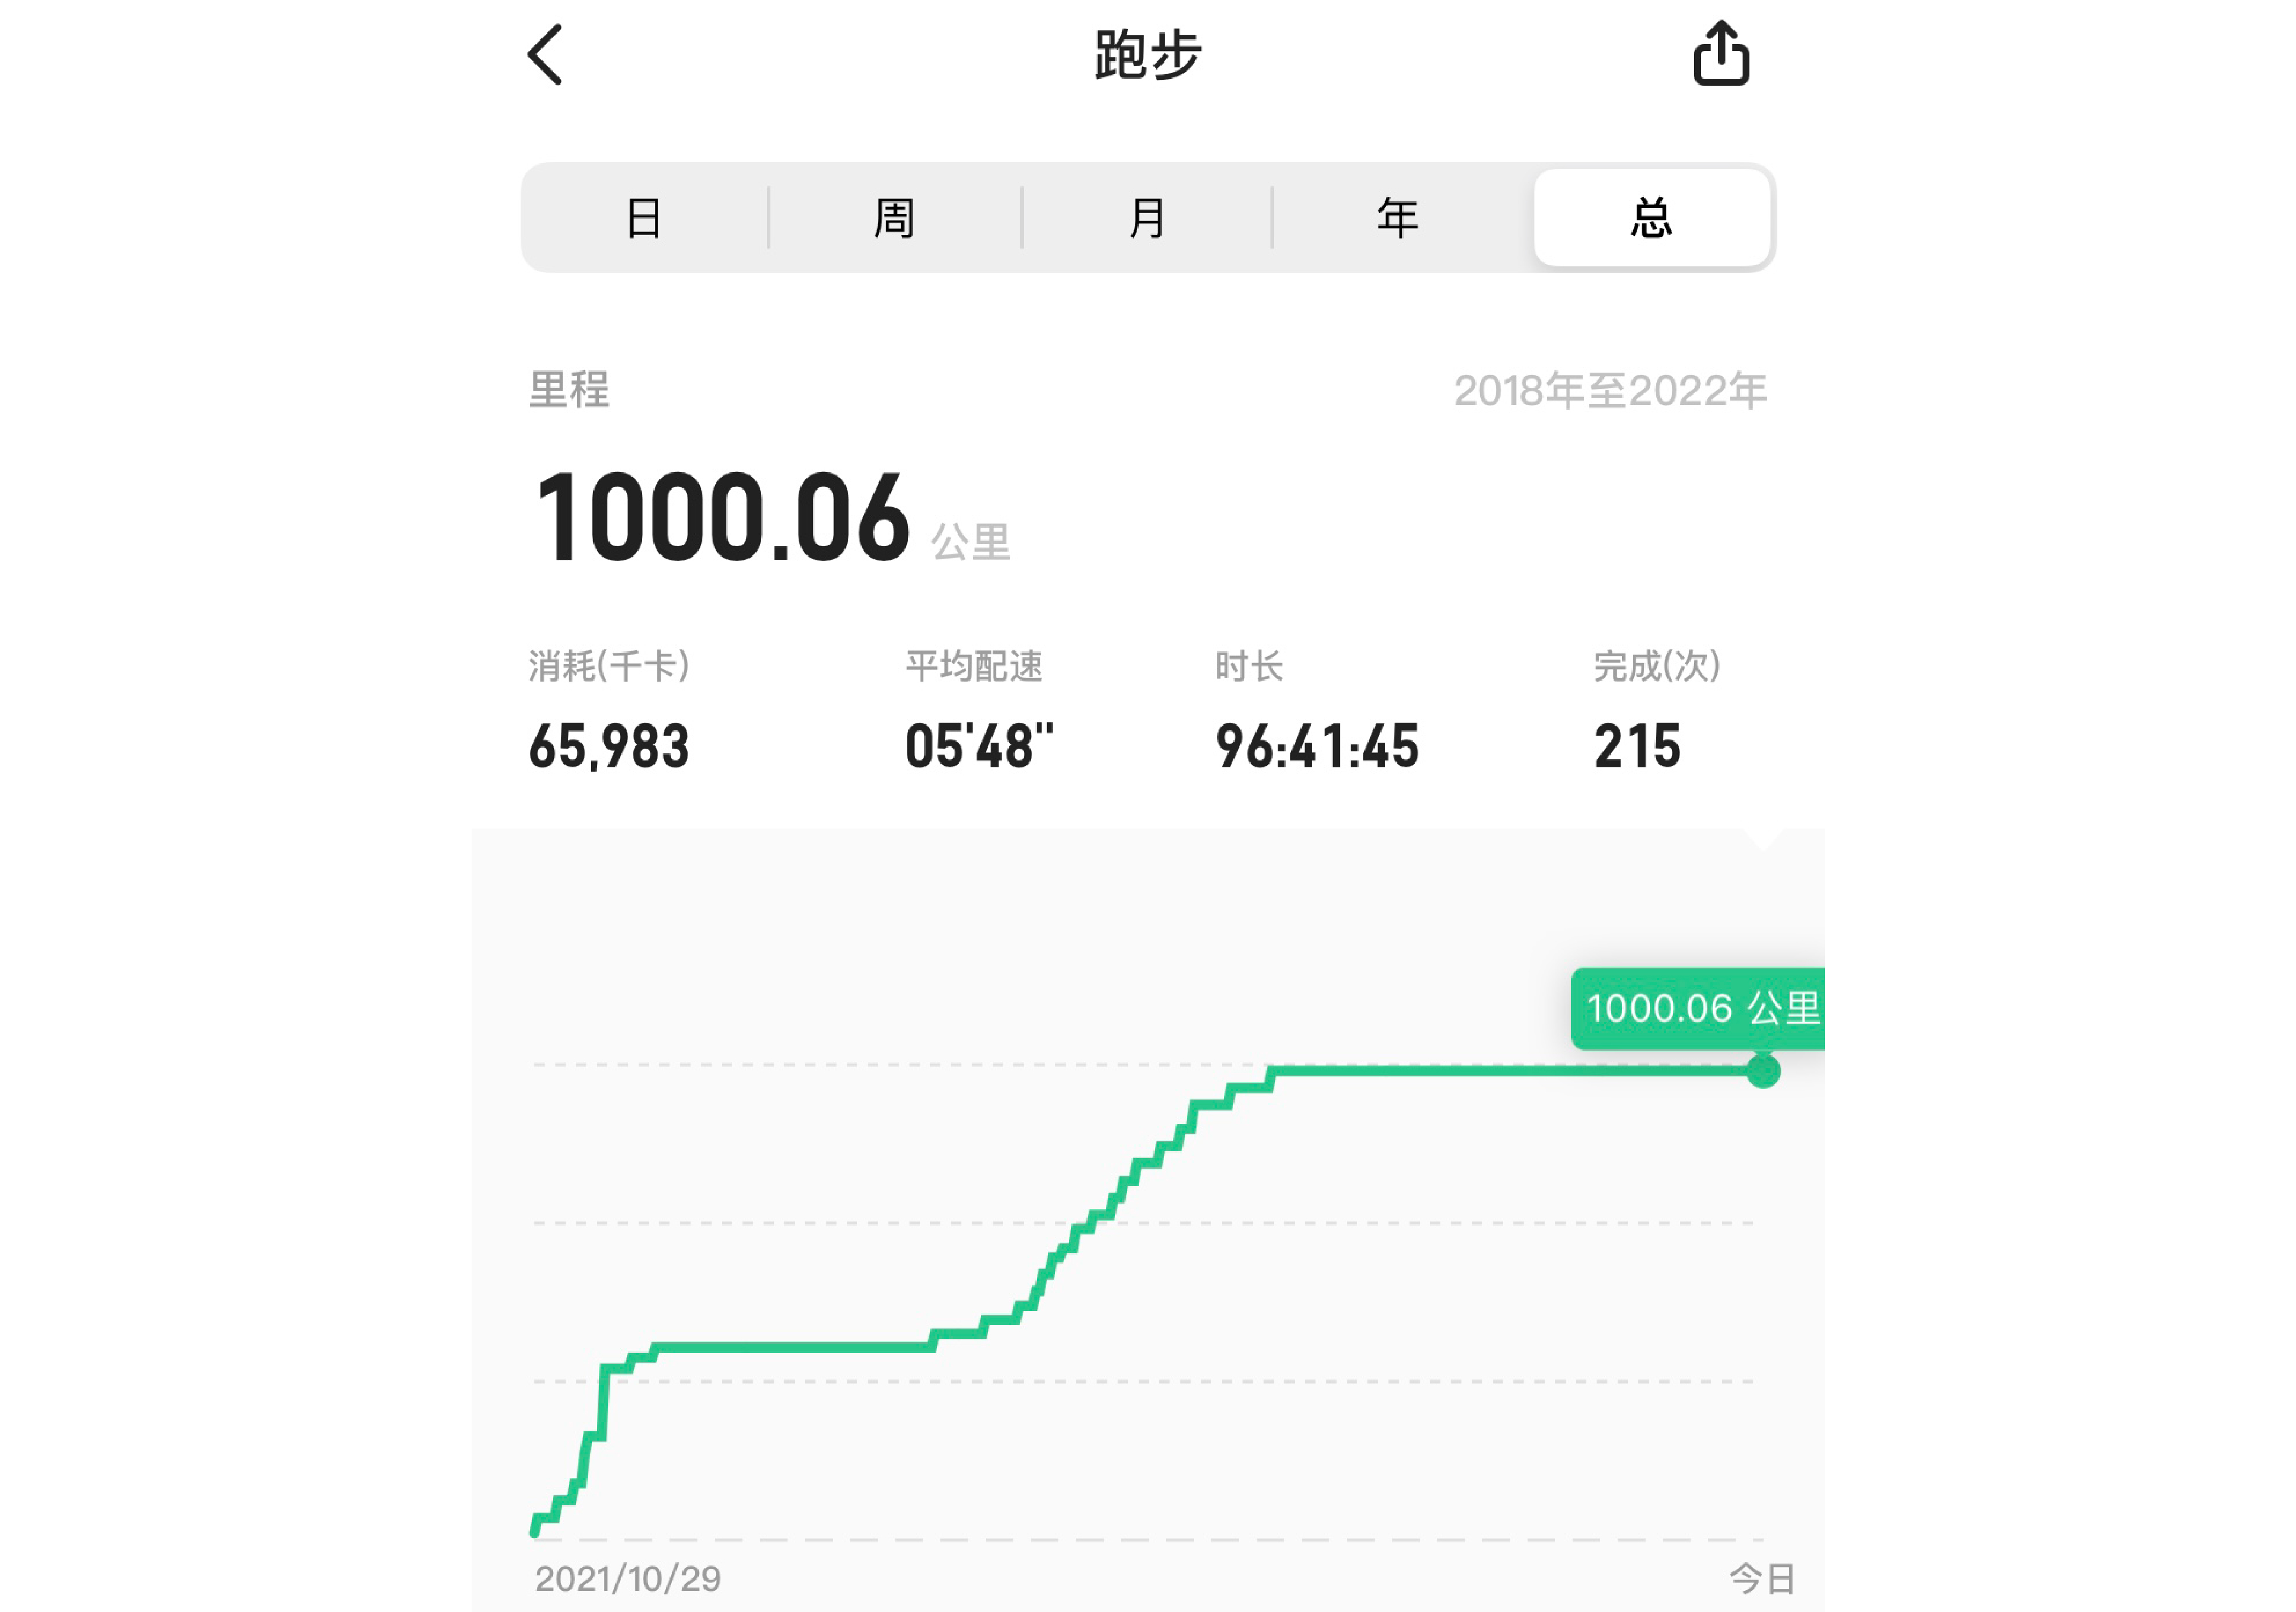 跑步
日 周 月 年 总
里程 2018年至2022年
1000.06 公里
消耗(千卡) 平均配速 时长 完成(次)
65,983 05'48" 96:41:45 215
1000.06 公里
2021/10/29 今日